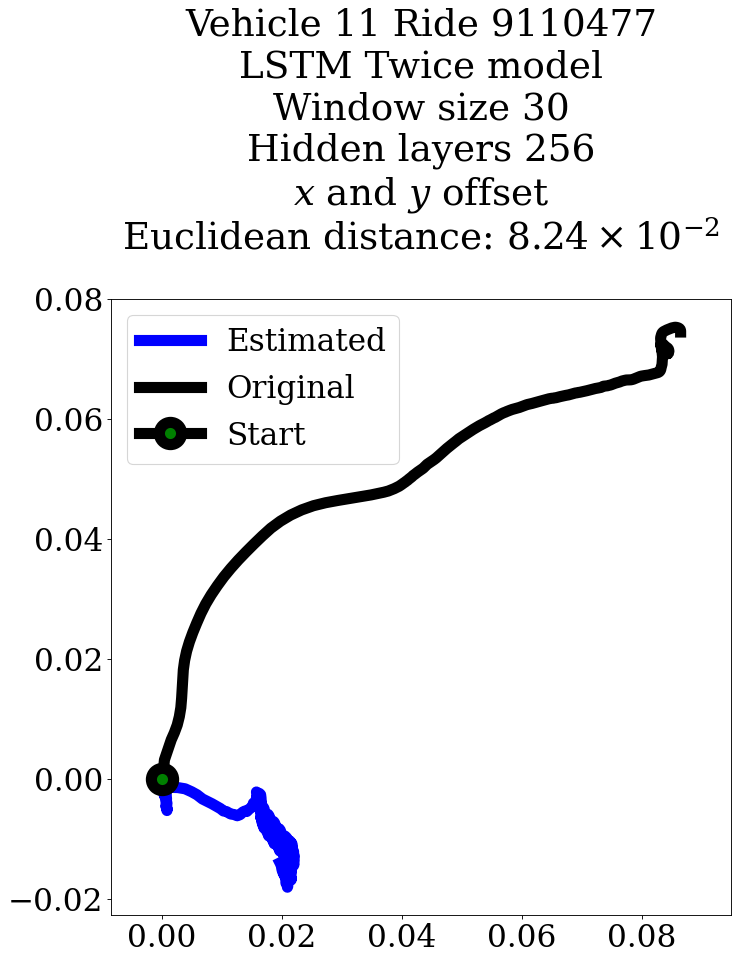 Vehicle 11 Ride 9110477
LSTM Twice model
Window size 30
Hidden layers 256
x and y offset
Euclidean distance: 8.24 × 10⁻²
0.08
Estimated
Original
Start
0.06
0.04
0.02
0.00
−0.02
0.00 0.02 0.04 0.06 0.08